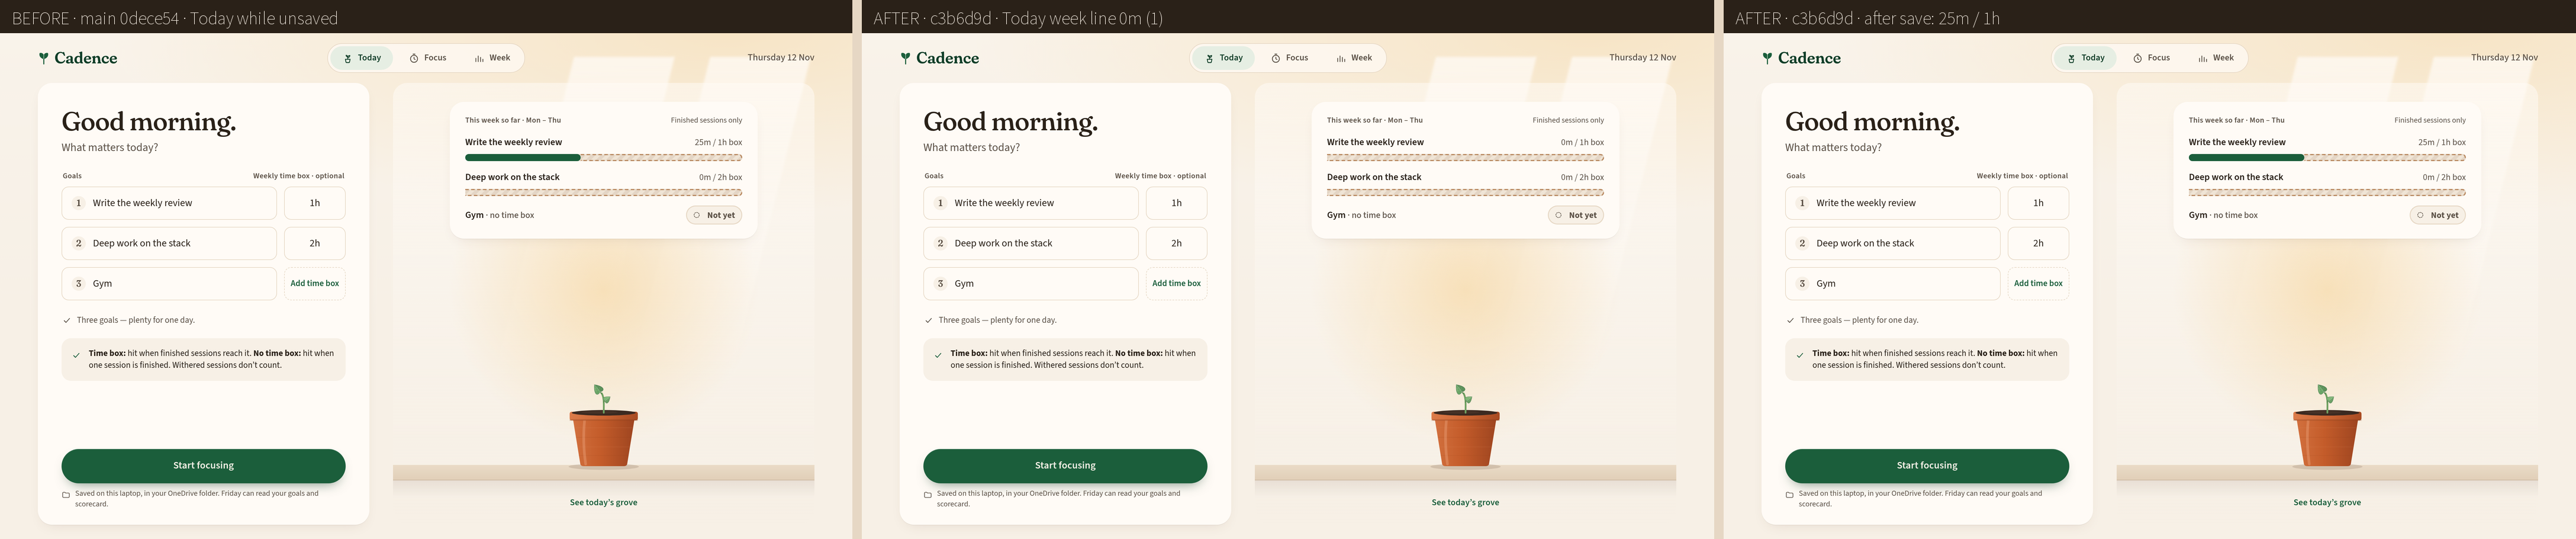 BEFORE · main 0dece54 · Today while unsaved
Cadence
Today
Focus
Week
Thursday 12 Nov
Good morning.
What matters today?
Goals
Weekly time box · optional
1 Write the weekly review
1h
2 Deep work on the stack
2h
3 Gym
Add time box
Three goals — plenty for one day.
Time box: hit when finished sessions reach it. No time box: hit when
one session is finished. Withered sessions don't count.
Start focusing
Saved on this laptop, in your OneDrive folder. Friday can read your goals and
scorecard.
This week so far · Mon – Thu
Finished sessions only
Write the weekly review
25m / 1h box
Deep work on the stack
0m / 2h box
Gym · no time box
Not yet
See today's grove
AFTER · c3b6d9d · Today week line 0m (1)
Cadence
Today
Focus
Week
Thursday 12 Nov
Good morning.
What matters today?
Goals
Weekly time box · optional
1 Write the weekly review
1h
2 Deep work on the stack
2h
3 Gym
Add time box
Three goals — plenty for one day.
Time box: hit when finished sessions reach it. No time box: hit when
one session is finished. Withered sessions don't count.
Start focusing
Saved on this laptop, in your OneDrive folder. Friday can read your goals and
scorecard.
This week so far · Mon – Thu
Finished sessions only
Write the weekly review
0m / 1h box
Deep work on the stack
0m / 2h box
Gym · no time box
Not yet
See today's grove
AFTER · c3b6d9d · after save: 25m / 1h
Cadence
Today
Focus
Week
Thursday 12 Nov
Good morning.
What matters today?
Goals
Weekly time box · optional
1 Write the weekly review
1h
2 Deep work on the stack
2h
3 Gym
Add time box
Three goals — plenty for one day.
Time box: hit when finished sessions reach it. No time box: hit when
one session is finished. Withered sessions don't count.
Start focusing
Saved on this laptop, in your OneDrive folder. Friday can read your goals and
scorecard.
This week so far · Mon – Thu
Finished sessions only
Write the weekly review
25m / 1h box
Deep work on the stack
0m / 2h box
Gym · no time box
Not yet
See today's grove